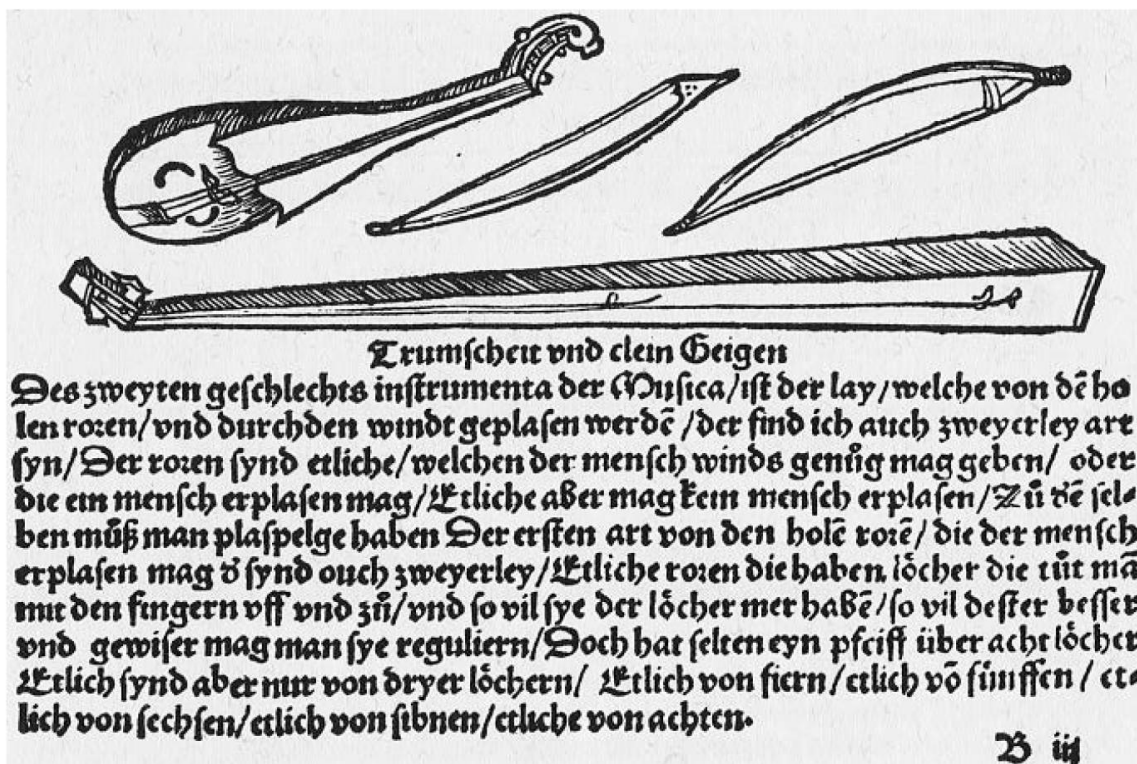 Trumscheit vnd clein Geigen
Des zweyten geschlechts instrumenta der Musica/ist der lay/welche von dē ho
len roren/vnd durchden windt geplasen werdē/der find ich auch zweyerley art
syn/Der roren synd etliche/welchen der mensch winds genůg mag geben/ oder
die ein mensch erplasen mag/Etliche aber mag kein mensch erplasen/Zů dē sel-
ben můß man plaspelge haben Der ersten art von den holē rorē/die der mensch
erplasen mag d synd ouch zweyerley/Etliche roren die haben löcher die tůt mā
mit den fingern vff vnd zů/vnd so vil sye der löcher mer habē/so vil dester besser
vnd gewiser mag man sye reguliern/Doch hat selten eyn pfeiff über acht löcher
Etlich synd aber nur von dryer löchern/ Etlich von fiern/etlich vō fünffen/et-
lich von sechsen/etlich von sibnen/etliche von achten.
B iij